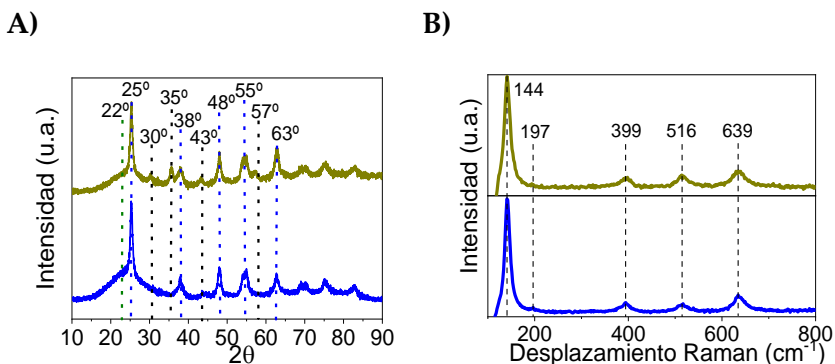 A)
B)
Intensidad (u.a.)
22º
25º
30º
35º
38º
43º
48º
55º
57º
63º
10 20 30 40 50 60 70 80 90
2θ
Intensidad (u.a.)
144
197
399
516
639
200 400 600 800
Desplazamiento Raman (cm-1)